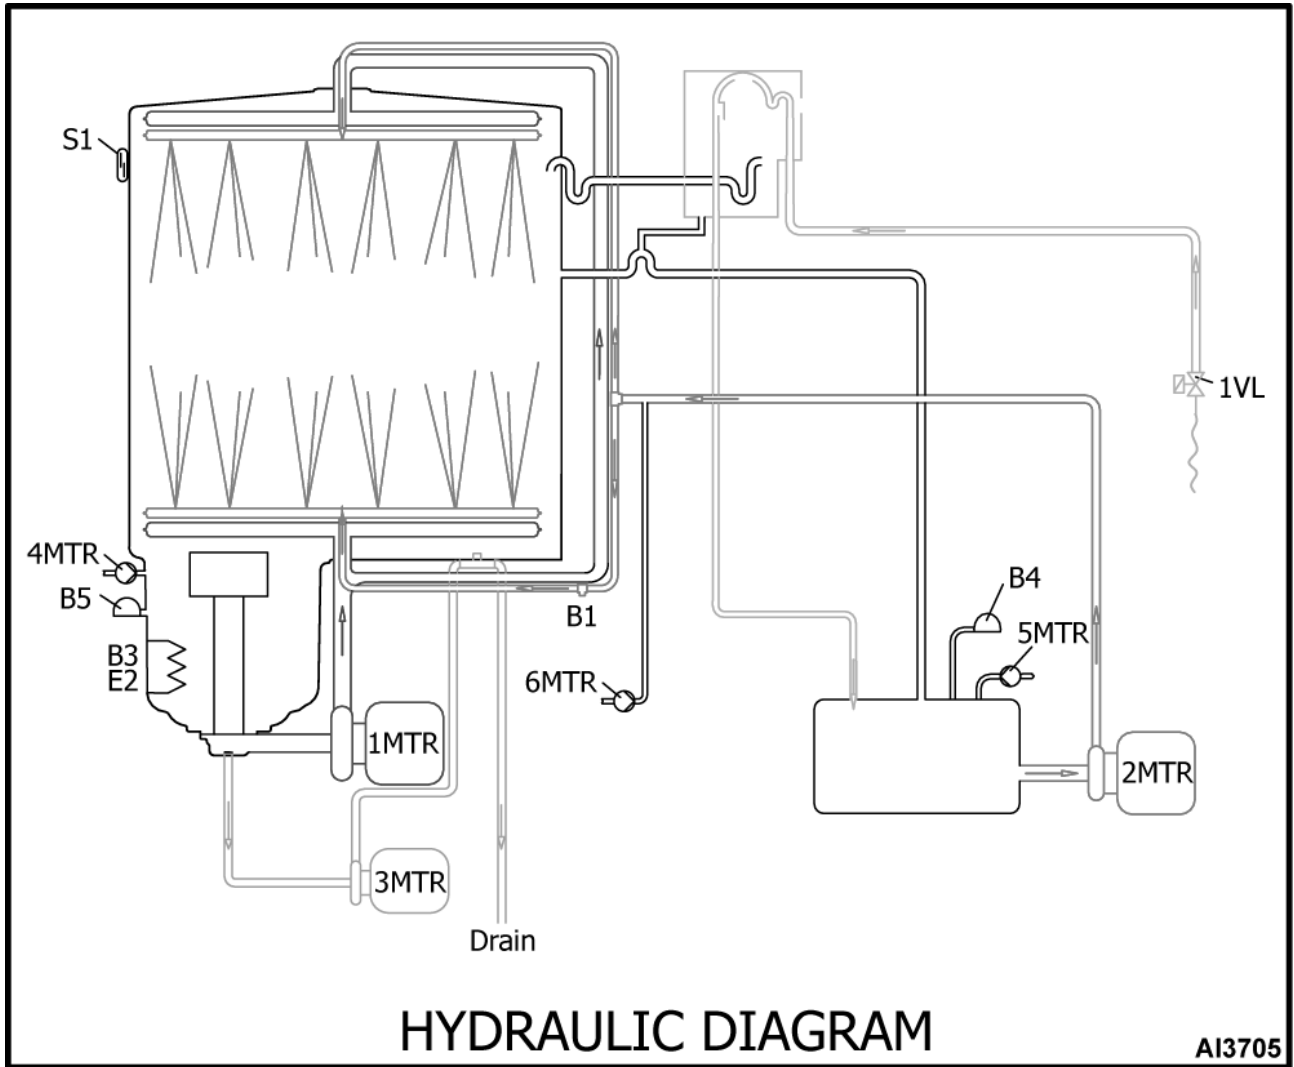 S1
1VL
4MTR
B5
B4
B1
5MTR
B3
E2
6MTR
1MTR
2MTR
3MTR
Drain
HYDRAULIC DIAGRAM
AI3705